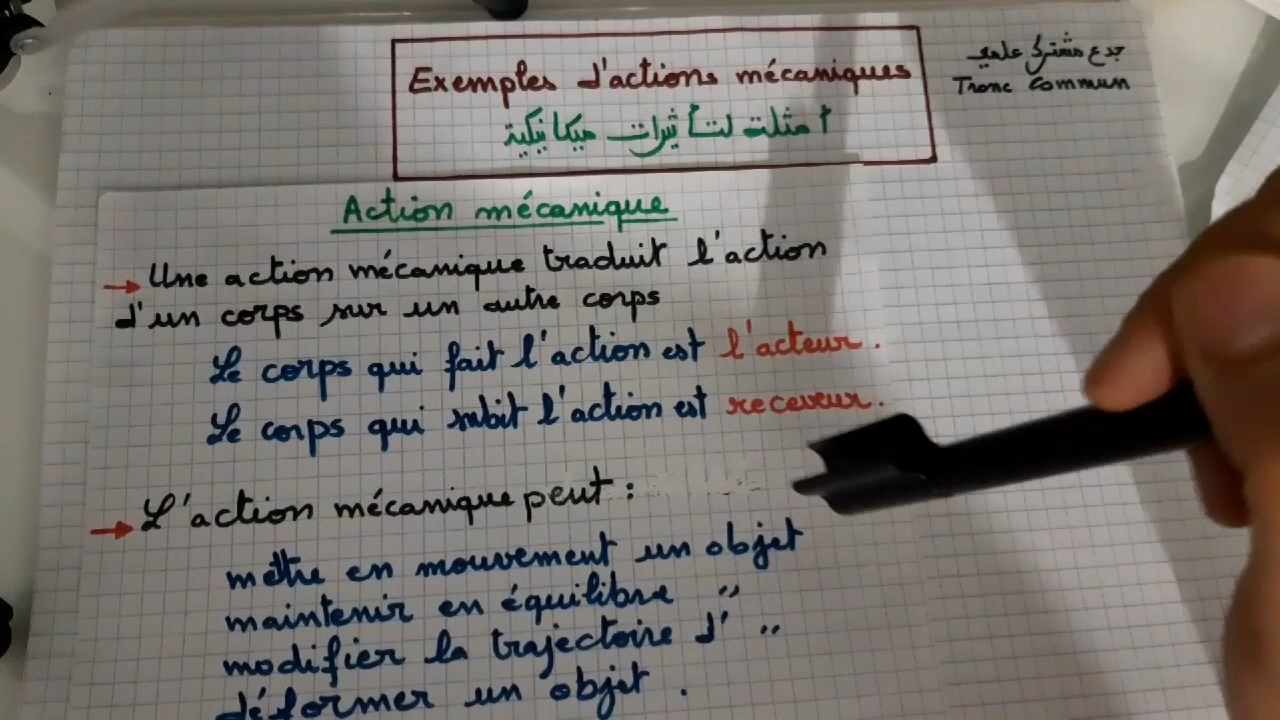 Exemples d'actions mécaniques
أمثلت لتأثيرات ميكانيكية
جدع مشترك علمي
Tronc Commun
Action mécanique
→ Une action mécanique traduit l'action
d'un corps sur un autre corps
Le corps qui fait l'action est l'acteur.
Le corps qui subit l'action est receveur.
→ L'action mécanique peut :
mettre en mouvement un objet
maintenir en équilibre "
modifier la trajectoire d' "
déformer un objet .